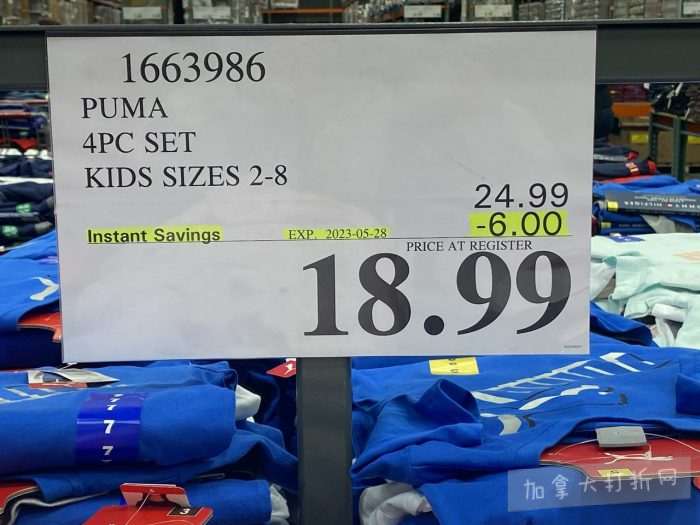 1663986
PUMA
4PC SET
KIDS SIZES 2-8
24.99
Instant Savings EXP. 2023-05-28 -6.00
PRICE AT REGISTER
18.99
7 7 7
加拿大打折网